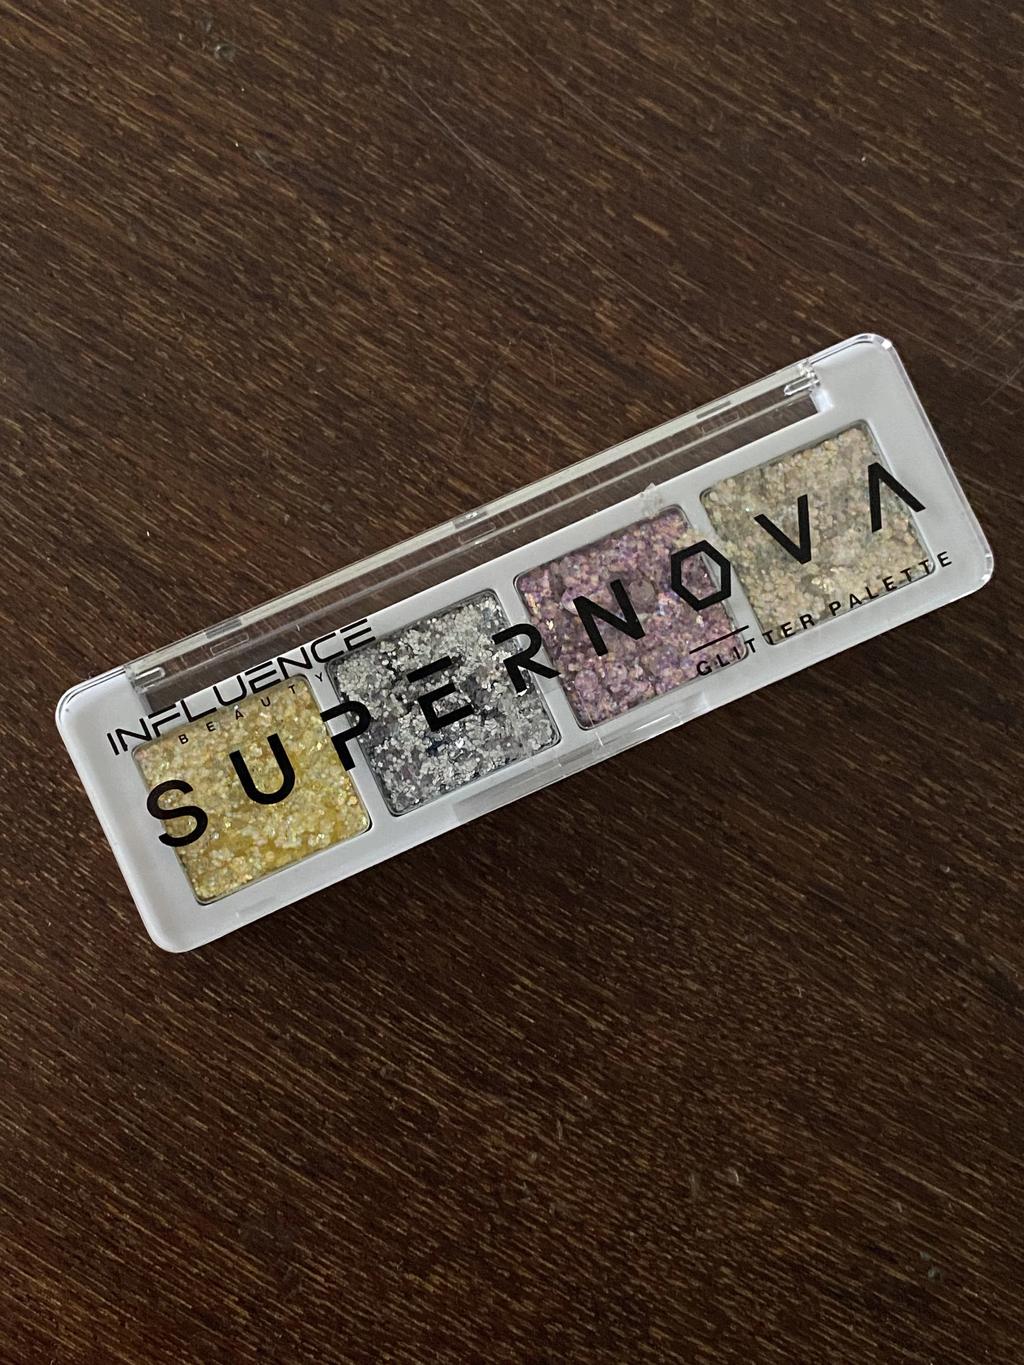 INFLUENCE
BEAUTY
SUPERNOVA
GLITTER PALETTE